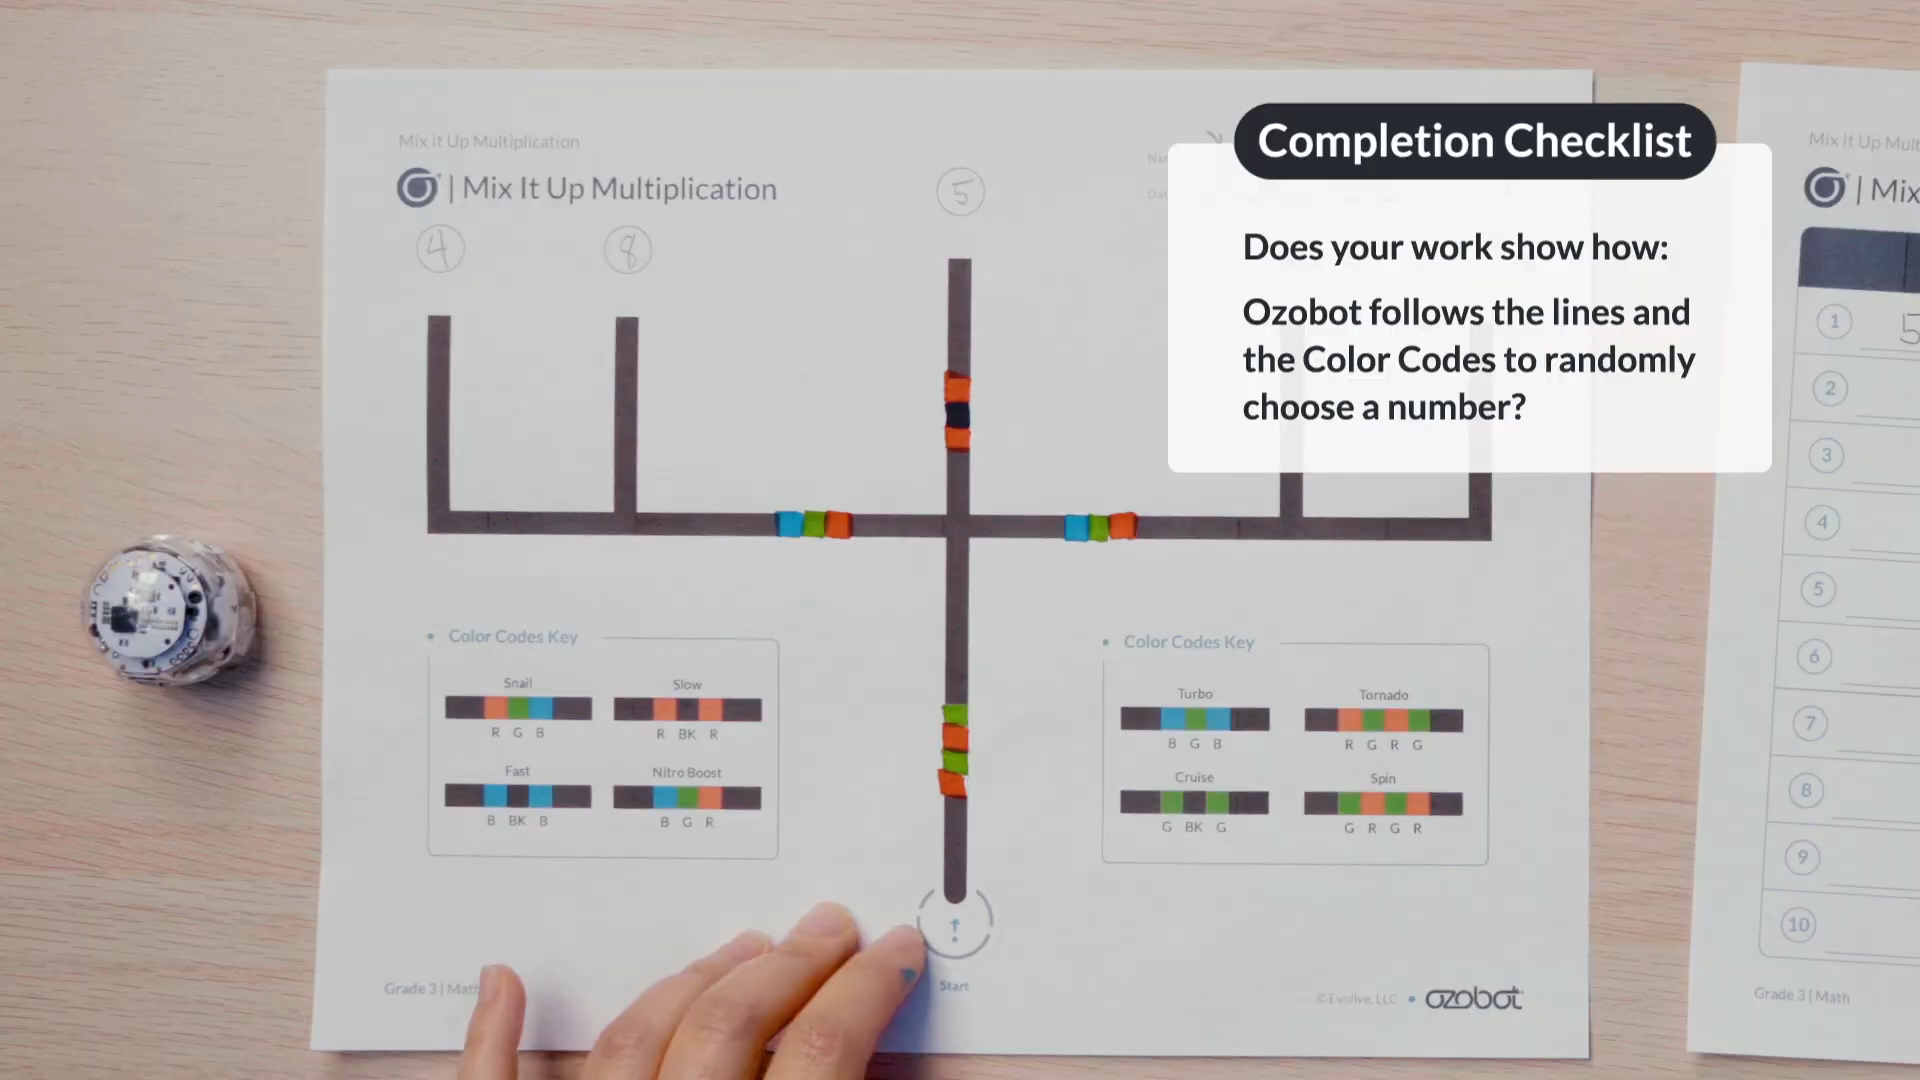 Mix It Up Multiplication
| Mix It Up Multiplication
5
4
8
Completion Checklist
Does your work show how:
Ozobot follows the lines and
the Color Codes to randomly
choose a number?
Color Codes Key
Snail
R G B
Slow
R BK R
Fast
B BK B
Nitro Boost
B G R
Color Codes Key
Turbo
B G B
Tornado
R G R G
Cruise
G BK G
Spin
G R G R
Start
Grade 3 | Math
© Evollve, LLC • ozobot
Mix It Up
| Mix
1 5
2
3
4
5
6
7
8
9
10
Grade 3 | Math